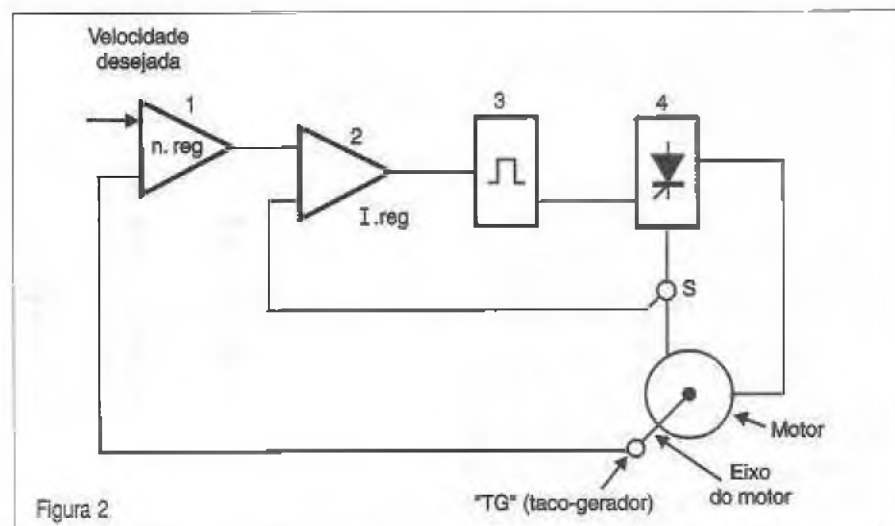 Velocidade
desejada
1
n. reg
2
I .reg
3
4
S
Motor
Eixo
do motor
"TG" (taco-gerador)
Figura 2